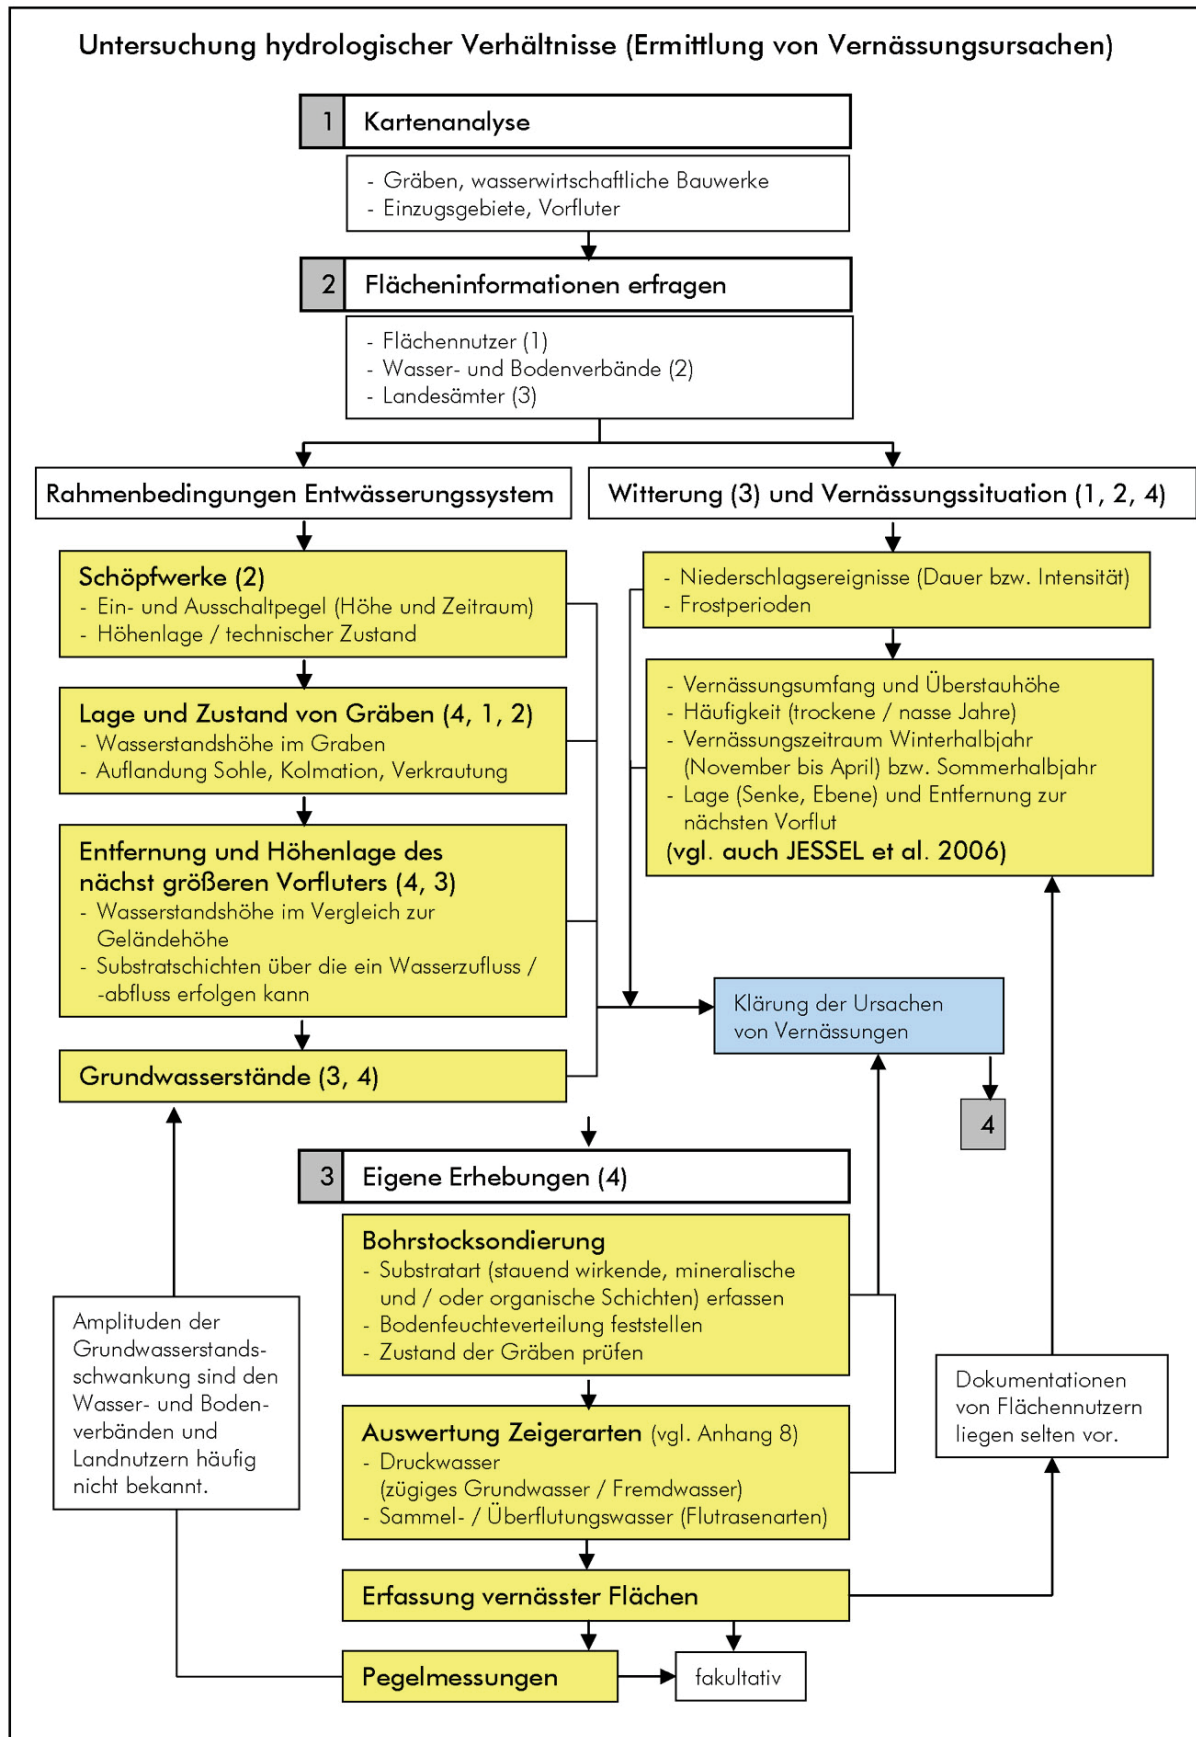 Untersuchung hydrologischer Verhältnisse (Ermittlung von Vernässungsursachen)
1 Kartenanalyse
- Gräben, wasserwirtschaftliche Bauwerke
- Einzugsgebiete, Vorfluter
2 Flächeninformationen erfragen
- Flächennutzer (1)
- Wasser- und Bodenverbände (2)
- Landesämter (3)
Rahmenbedingungen Entwässerungssystem
Schöpfwerke (2)
- Ein- und Ausschaltpegel (Höhe und Zeitraum)
- Höhenlage / technischer Zustand
Lage und Zustand von Gräben (4, 1, 2)
- Wasserstandshöhe im Graben
- Auflandung Sohle, Kolmation, Verkrautung
Entfernung und Höhenlage des
nächst größeren Vorfluters (4, 3)
- Wasserstandshöhe im Vergleich zur
Geländehöhe
- Substratschichten über die ein Wasserzufluss /
-abfluss erfolgen kann
Grundwasserstände (3, 4)
Witterung (3) und Vernässungssituation (1, 2, 4)
- Niederschlagsereignisse (Dauer bzw. Intensität)
- Frostperioden
- Vernässungsumfang und Überstauhöhe
- Häufigkeit (trockene / nasse Jahre)
- Vernässungszeitraum Winterhalbjahr
(November bis April) bzw. Sommerhalbjahr
- Lage (Senke, Ebene) und Entfernung zur
nächsten Vorflut
(vgl. auch JESSEL et al. 2006)
Klärung der Ursachen
von Vernässungen
4
3 Eigene Erhebungen (4)
Bohrstocksondierung
- Substratart (stauend wirkende, mineralische
und / oder organische Schichten) erfassen
- Bodenfeuchteverteilung feststellen
- Zustand der Gräben prüfen
Auswertung Zeigerarten (vgl. Anhang 8)
- Druckwasser
(zügiges Grundwasser / Fremdwasser)
- Sammel- / Überflutungswasser (Flutrasenarten)
Erfassung vernässter Flächen
Pegelmessungen
fakultativ
Amplituden der
Grundwasserstands-
schwankung sind den
Wasser- und Boden-
verbänden und
Landnutzern häufig
nicht bekannt.
Dokumentationen
von Flächennutzern
liegen selten vor.